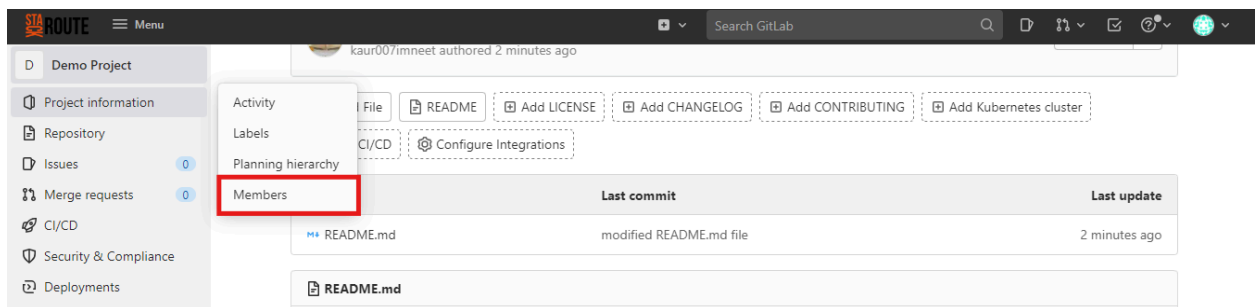 STA
ROUTE
Menu
Search GitLab
D Demo Project
kaur007imneet authored 2 minutes ago
Project information
Repository
Issues 0
Merge requests 0
CI/CD
Security & Compliance
Deployments
Activity
Labels
Planning hierarchy
Members
File
README
Add LICENSE
Add CHANGELOG
Add CONTRIBUTING
Add Kubernetes cluster
CI/CD
Configure Integrations
Last commit
Last update
M↓ README.md
modified README.md file
2 minutes ago
README.md